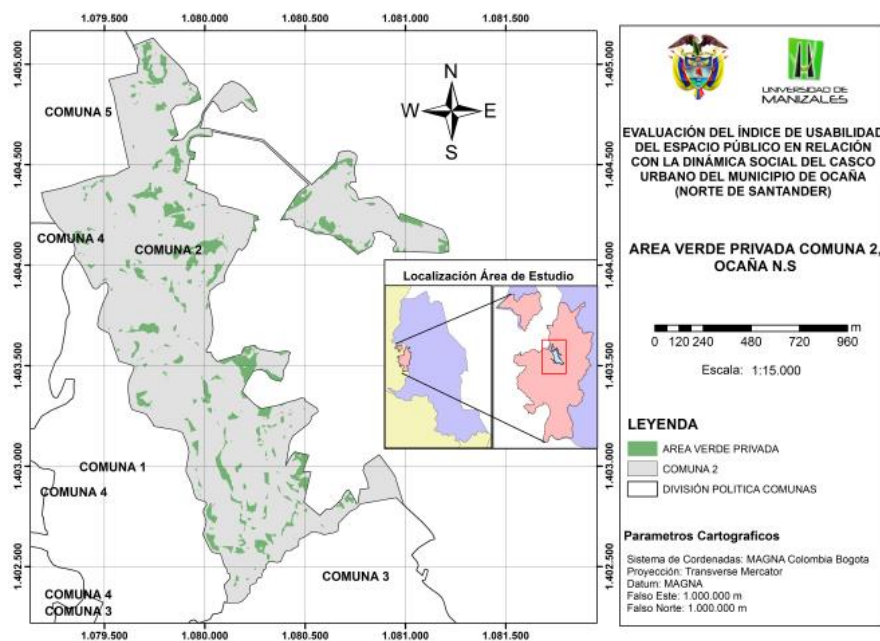 1.079.500 1.080.000 1.080.500 1.081.000 1.081.500
1.405.000 1.405.000
COMUNA 5
N
W E
S
1.404.500 1.404.500
COMUNA 4
COMUNA 2
1.404.000 1.404.000
Localización Área de Estudio
1.403.500 1.403.500
COMUNA 1
1.403.000 1.403.000
COMUNA 4
1.402.500 1.402.500
COMUNA 3
COMUNA 4
COMUNA 3
1.079.500 1.080.000 1.080.500 1.081.000 1.081.500
UNIVERSIDAD DE
MANIZALES
EVALUACIÓN DEL ÍNDICE DE USABILIDAD
DEL ESPACIO PÚBLICO EN RELACIÓN
CON LA DINÁMICA SOCIAL DEL CASCO
URBANO DEL MUNICIPIO DE OCAÑA
(NORTE DE SANTANDER)
AREA VERDE PRIVADA COMUNA 2,
OCAÑA N.S
m
0 120 240 480 720 960
Escala: 1:15.000
LEYENDA
AREA VERDE PRIVADA
COMUNA 2
DIVISIÓN POLITICA COMUNAS
Parametros Cartograficos
Sistema de Cordenadas: MAGNA Colombia Bogota
Proyección: Transverse Mercator
Datum: MAGNA
Falso Este: 1.000.000 m
Falso Norte: 1.000.000 m